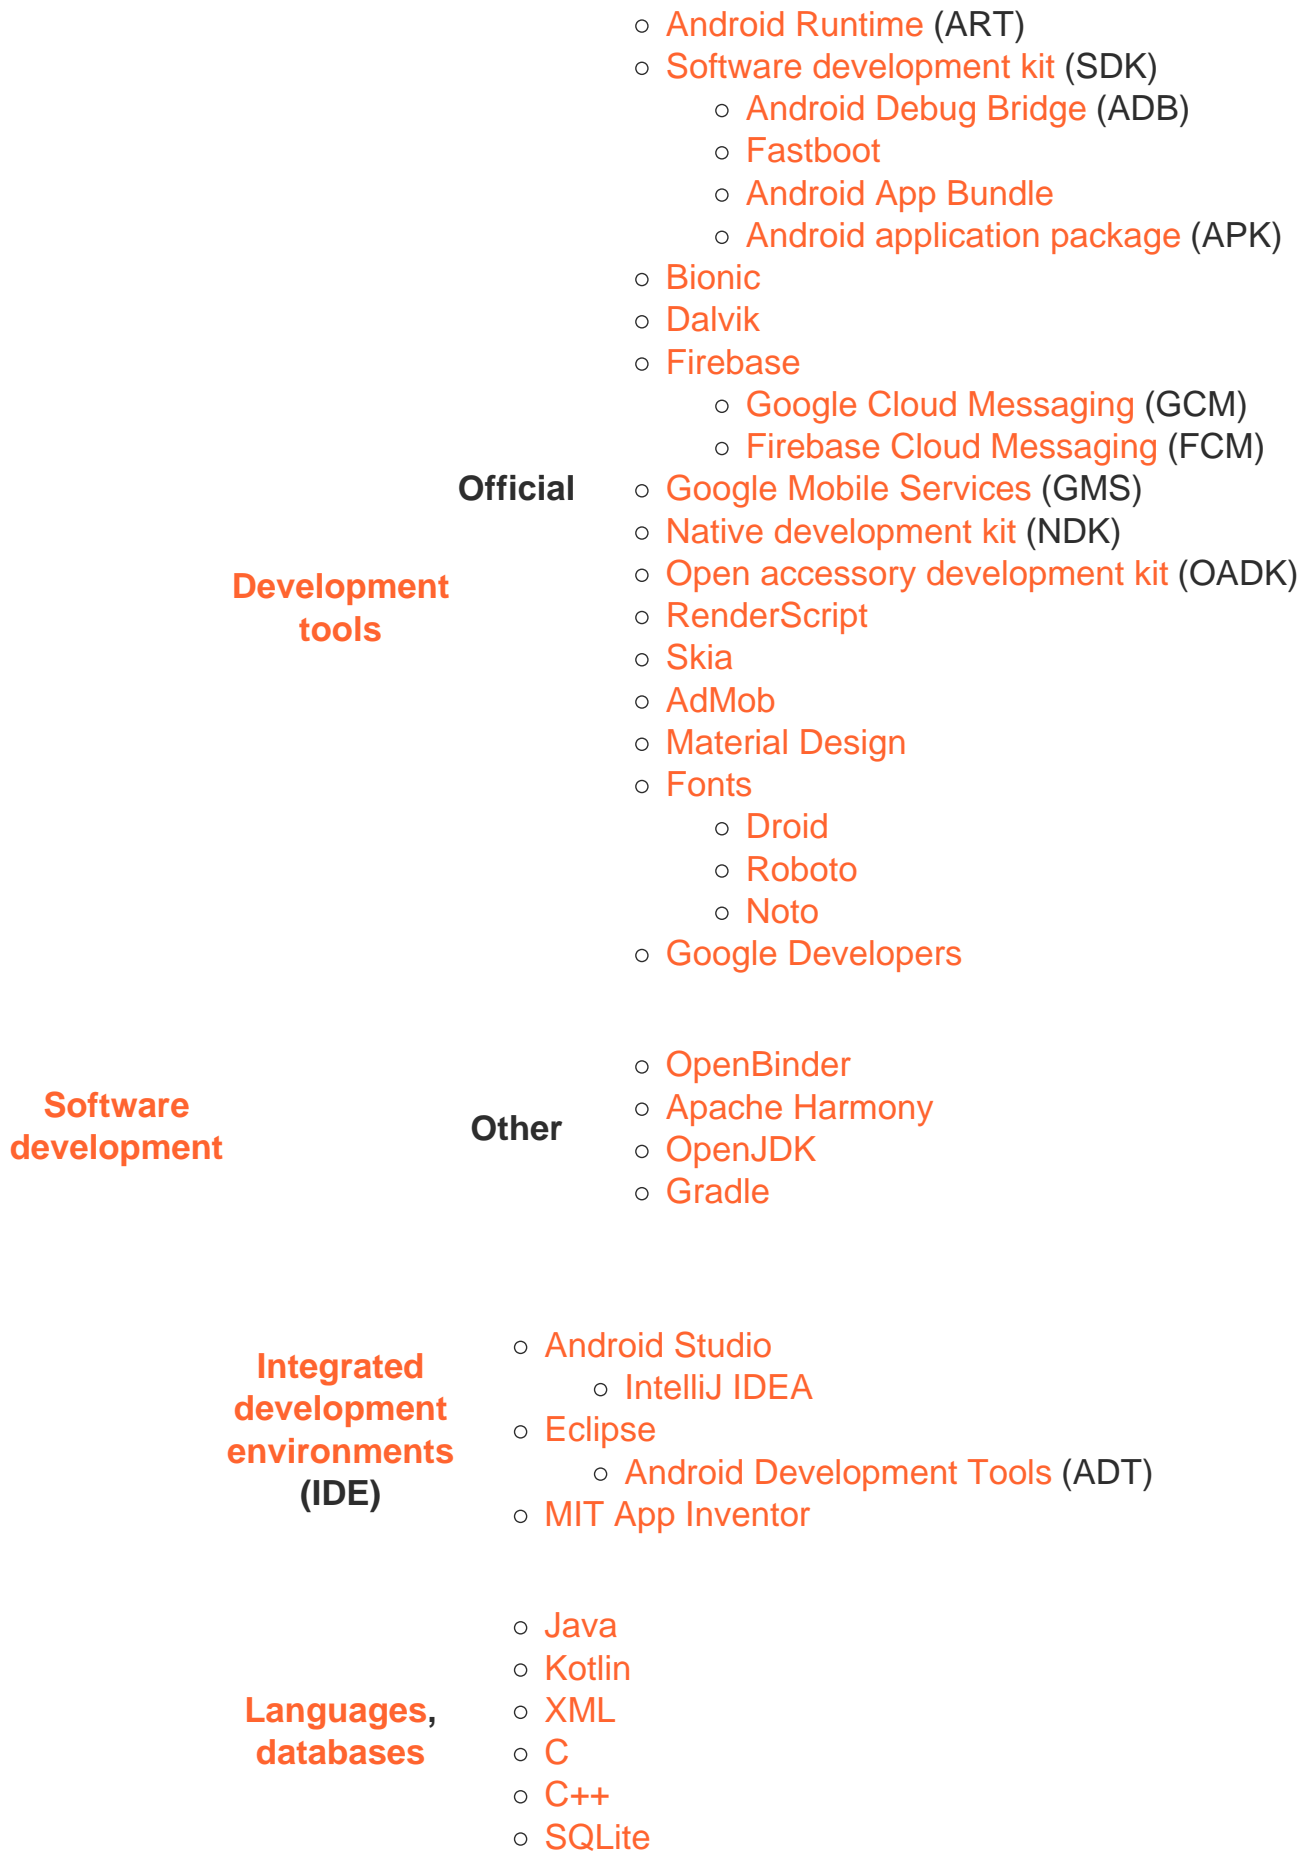 Software
development
Development
tools
Official
○ Android Runtime (ART)
○ Software development kit (SDK)
○ Android Debug Bridge (ADB)
○ Fastboot
○ Android App Bundle
○ Android application package (APK)
○ Bionic
○ Dalvik
○ Firebase
○ Google Cloud Messaging (GCM)
○ Firebase Cloud Messaging (FCM)
○ Google Mobile Services (GMS)
○ Native development kit (NDK)
○ Open accessory development kit (OADK)
○ RenderScript
○ Skia
○ AdMob
○ Material Design
○ Fonts
○ Droid
○ Roboto
○ Noto
○ Google Developers
Other
○ OpenBinder
○ Apache Harmony
○ OpenJDK
○ Gradle
Integrated
development
environments
(IDE)
○ Android Studio
○ IntelliJ IDEA
○ Eclipse
○ Android Development Tools (ADT)
○ MIT App Inventor
Languages,
databases
○ Java
○ Kotlin
○ XML
○ C
○ C++
○ SQLite